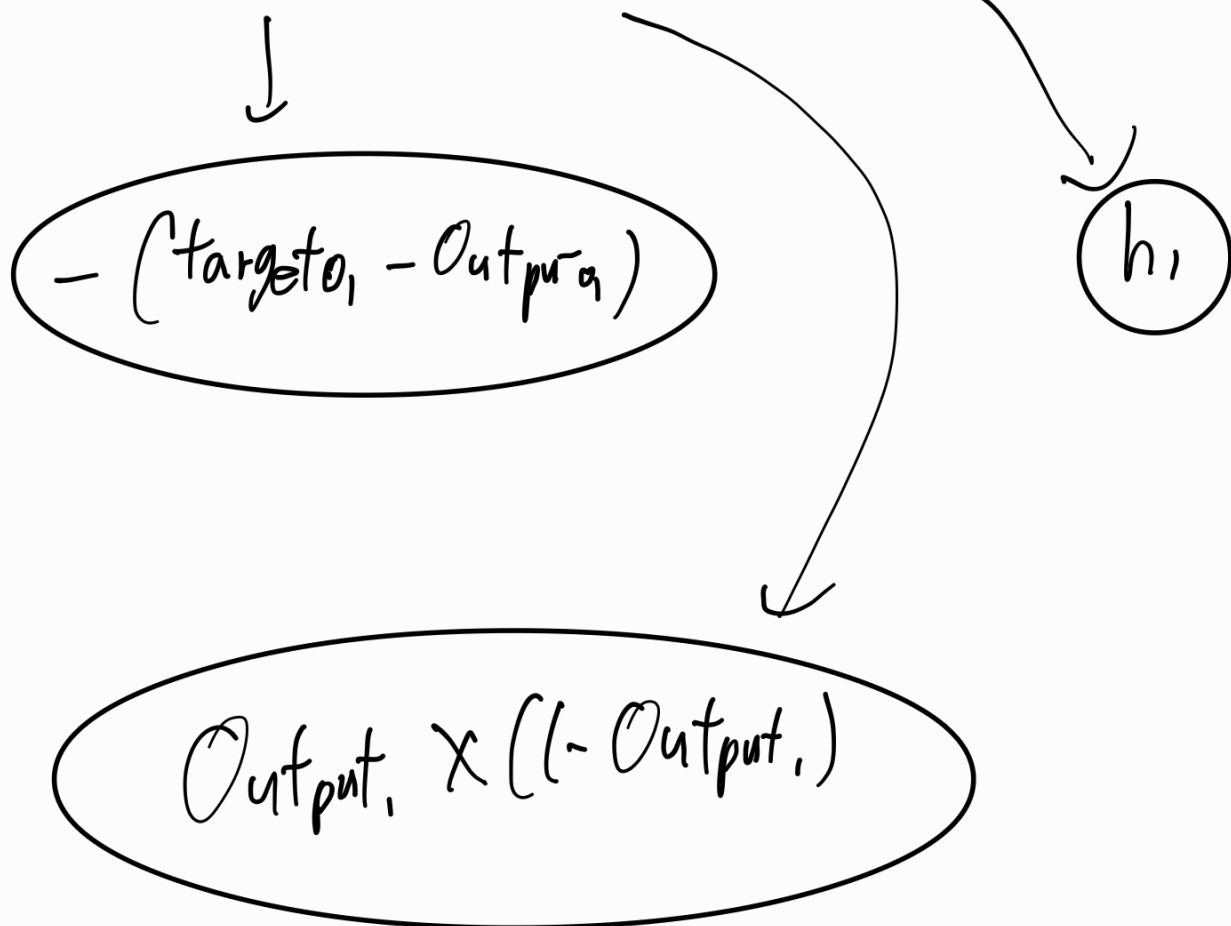 - (target₀₁ - Output₀₁)
h₁
Output₁ × (1 - Output₁)